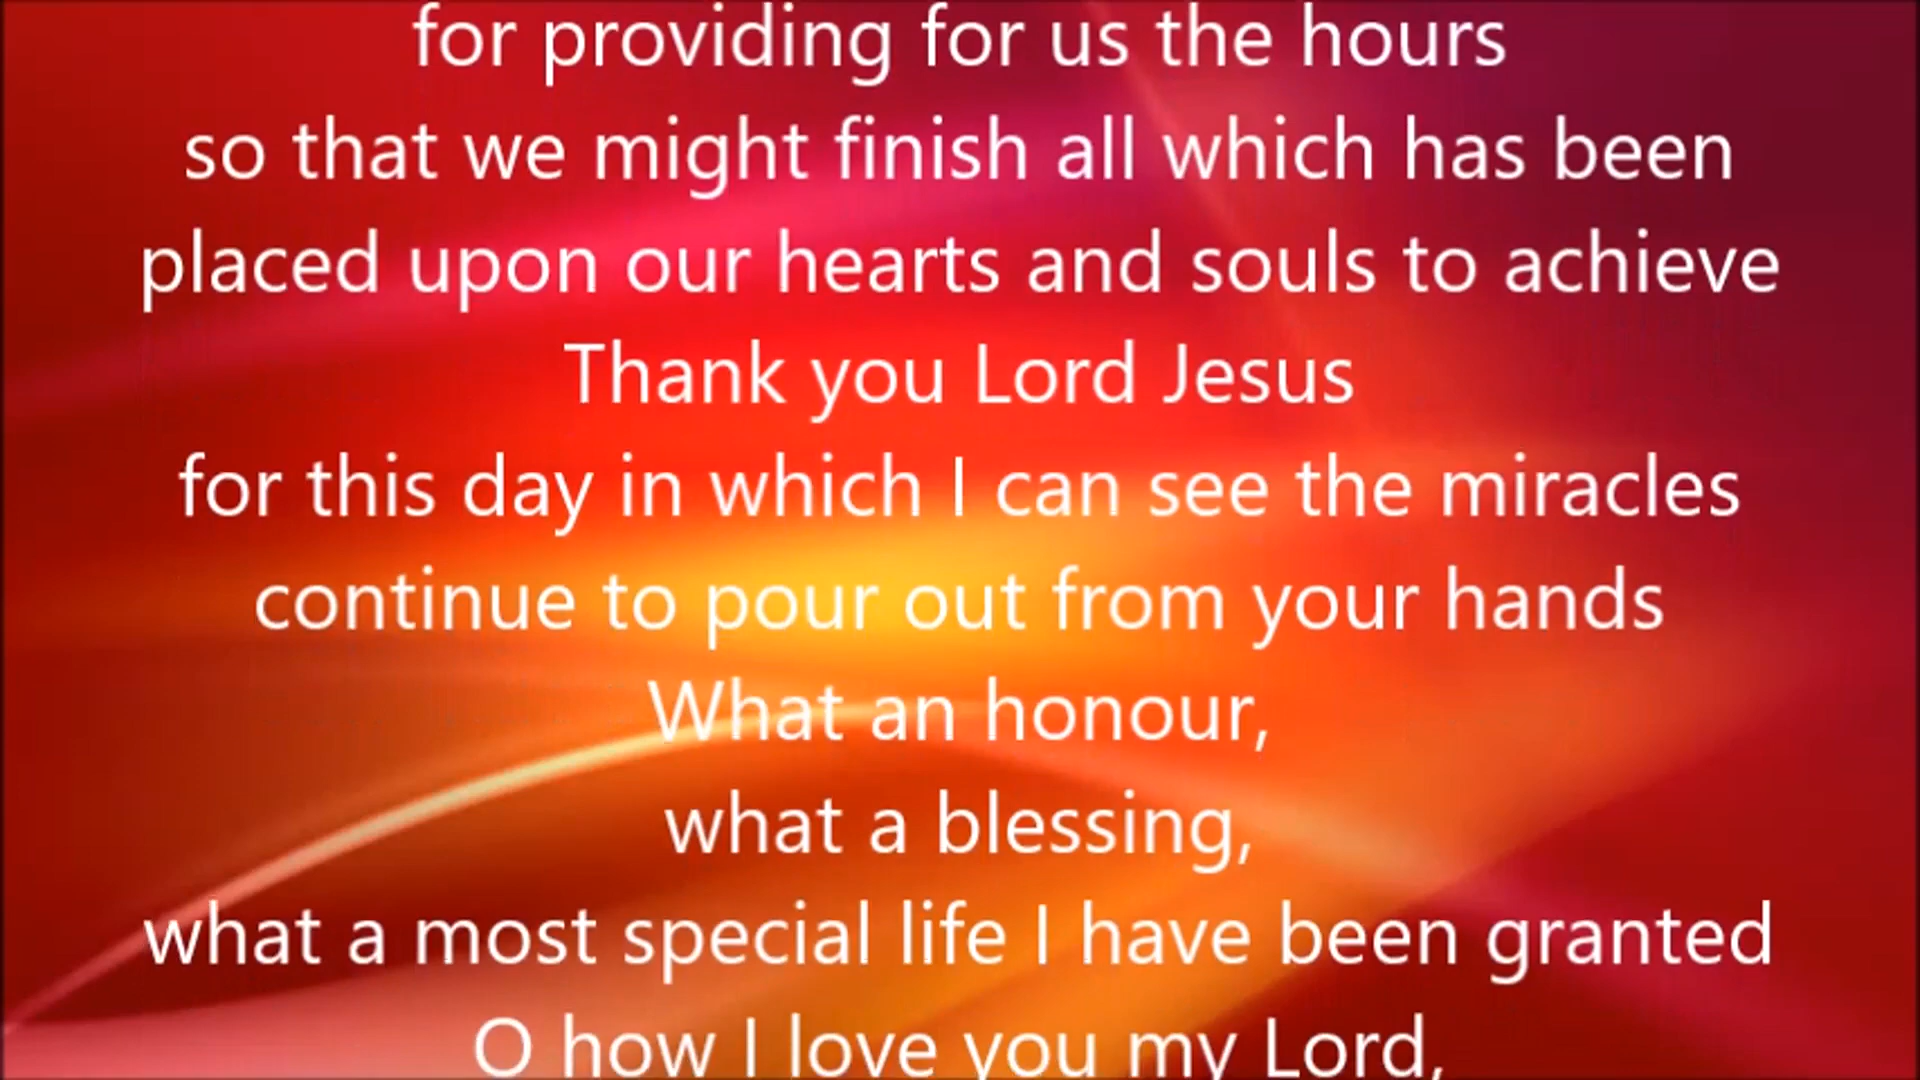 for providing for us the hours
so that we might finish all which has been
placed upon our hearts and souls to achieve
Thank you Lord Jesus
for this day in which I can see the miracles
continue to pour out from your hands
What an honour,
what a blessing,
what a most special life I have been granted
O how I love you my Lord,